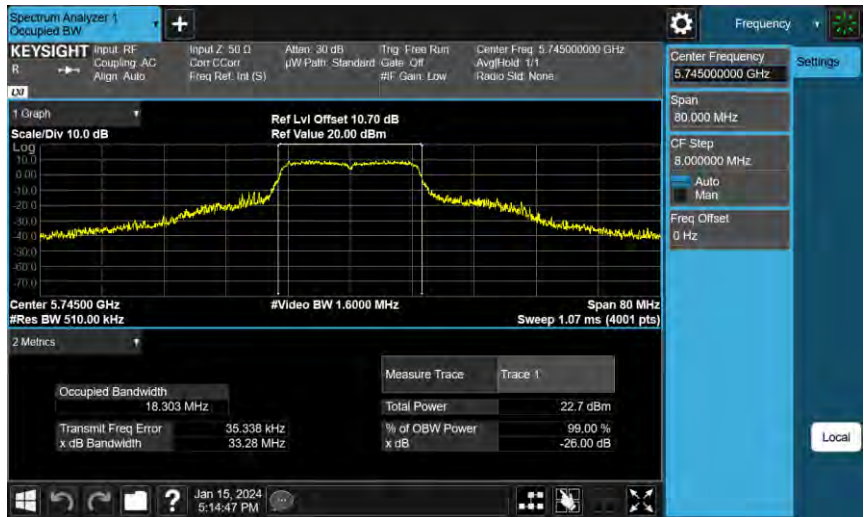 Spectrum Analyzer 1
Occupied BW
Frequency
KEYSIGHT Input: RF Input Z: 50 Ω Atten: 30 dB Trig: Free Run Center Freq: 5.745000000 GHz
R Coupling: AC Corr CCorr µW Path: Standard Gate: Off Avg|Hold: 1/1
Align: Auto Freq Ref: Int (S) #IF Gain: Low Radio Std: None
LXI
Center Frequency
5.745000000 GHz
Settings
Span
80.000 MHz
CF Step
8.000000 MHz
Auto
Man
Freq Offset
0 Hz
Local
1 Graph
Ref Lvl Offset 10.70 dB
Scale/Div 10.0 dB Ref Value 20.00 dBm
Log
10.0
0.00
-10.0
-20.0
-30.0
-40.0
-50.0
-60.0
-70.0
Center 5.74500 GHz #Video BW 1.6000 MHz Span 80 MHz
#Res BW 510.00 kHz Sweep 1.07 ms (4001 pts)
2 Metrics
Measure Trace Trace 1
Occupied Bandwidth
18.303 MHz Total Power 22.7 dBm
Transmit Freq Error 35.338 kHz % of OBW Power 99.00 %
x dB Bandwidth 33.28 MHz x dB -26.00 dB
Jan 15, 2024
5:14:47 PM